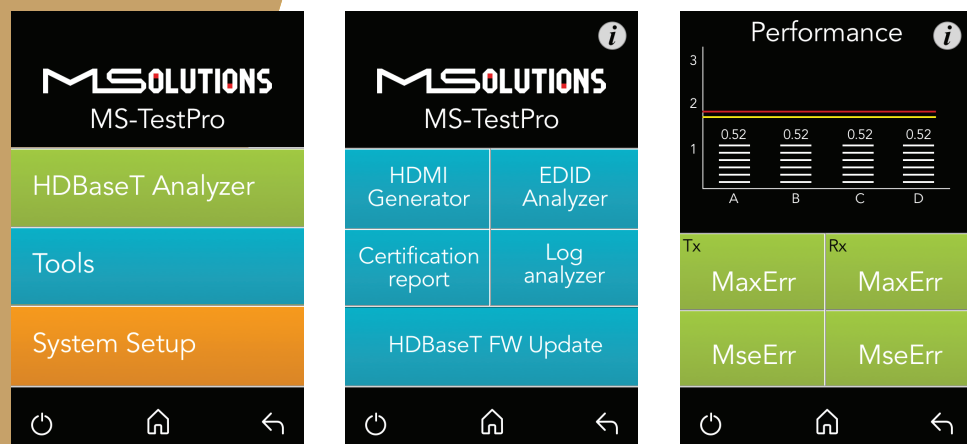 MSOLUTIONS
MS-TestPro
HDBaseT Analyzer
Tools
System Setup
i
MSOLUTIONS
MS-TestPro
HDMI
Generator
EDID
Analyzer
Certification
report
Log
analyzer
HDBaseT FW Update
Performance
i
3
2
1
0.52 0.52 0.52 0.52
A B C D
Tx
MaxErr
Rx
MaxErr
MseErr
MseErr